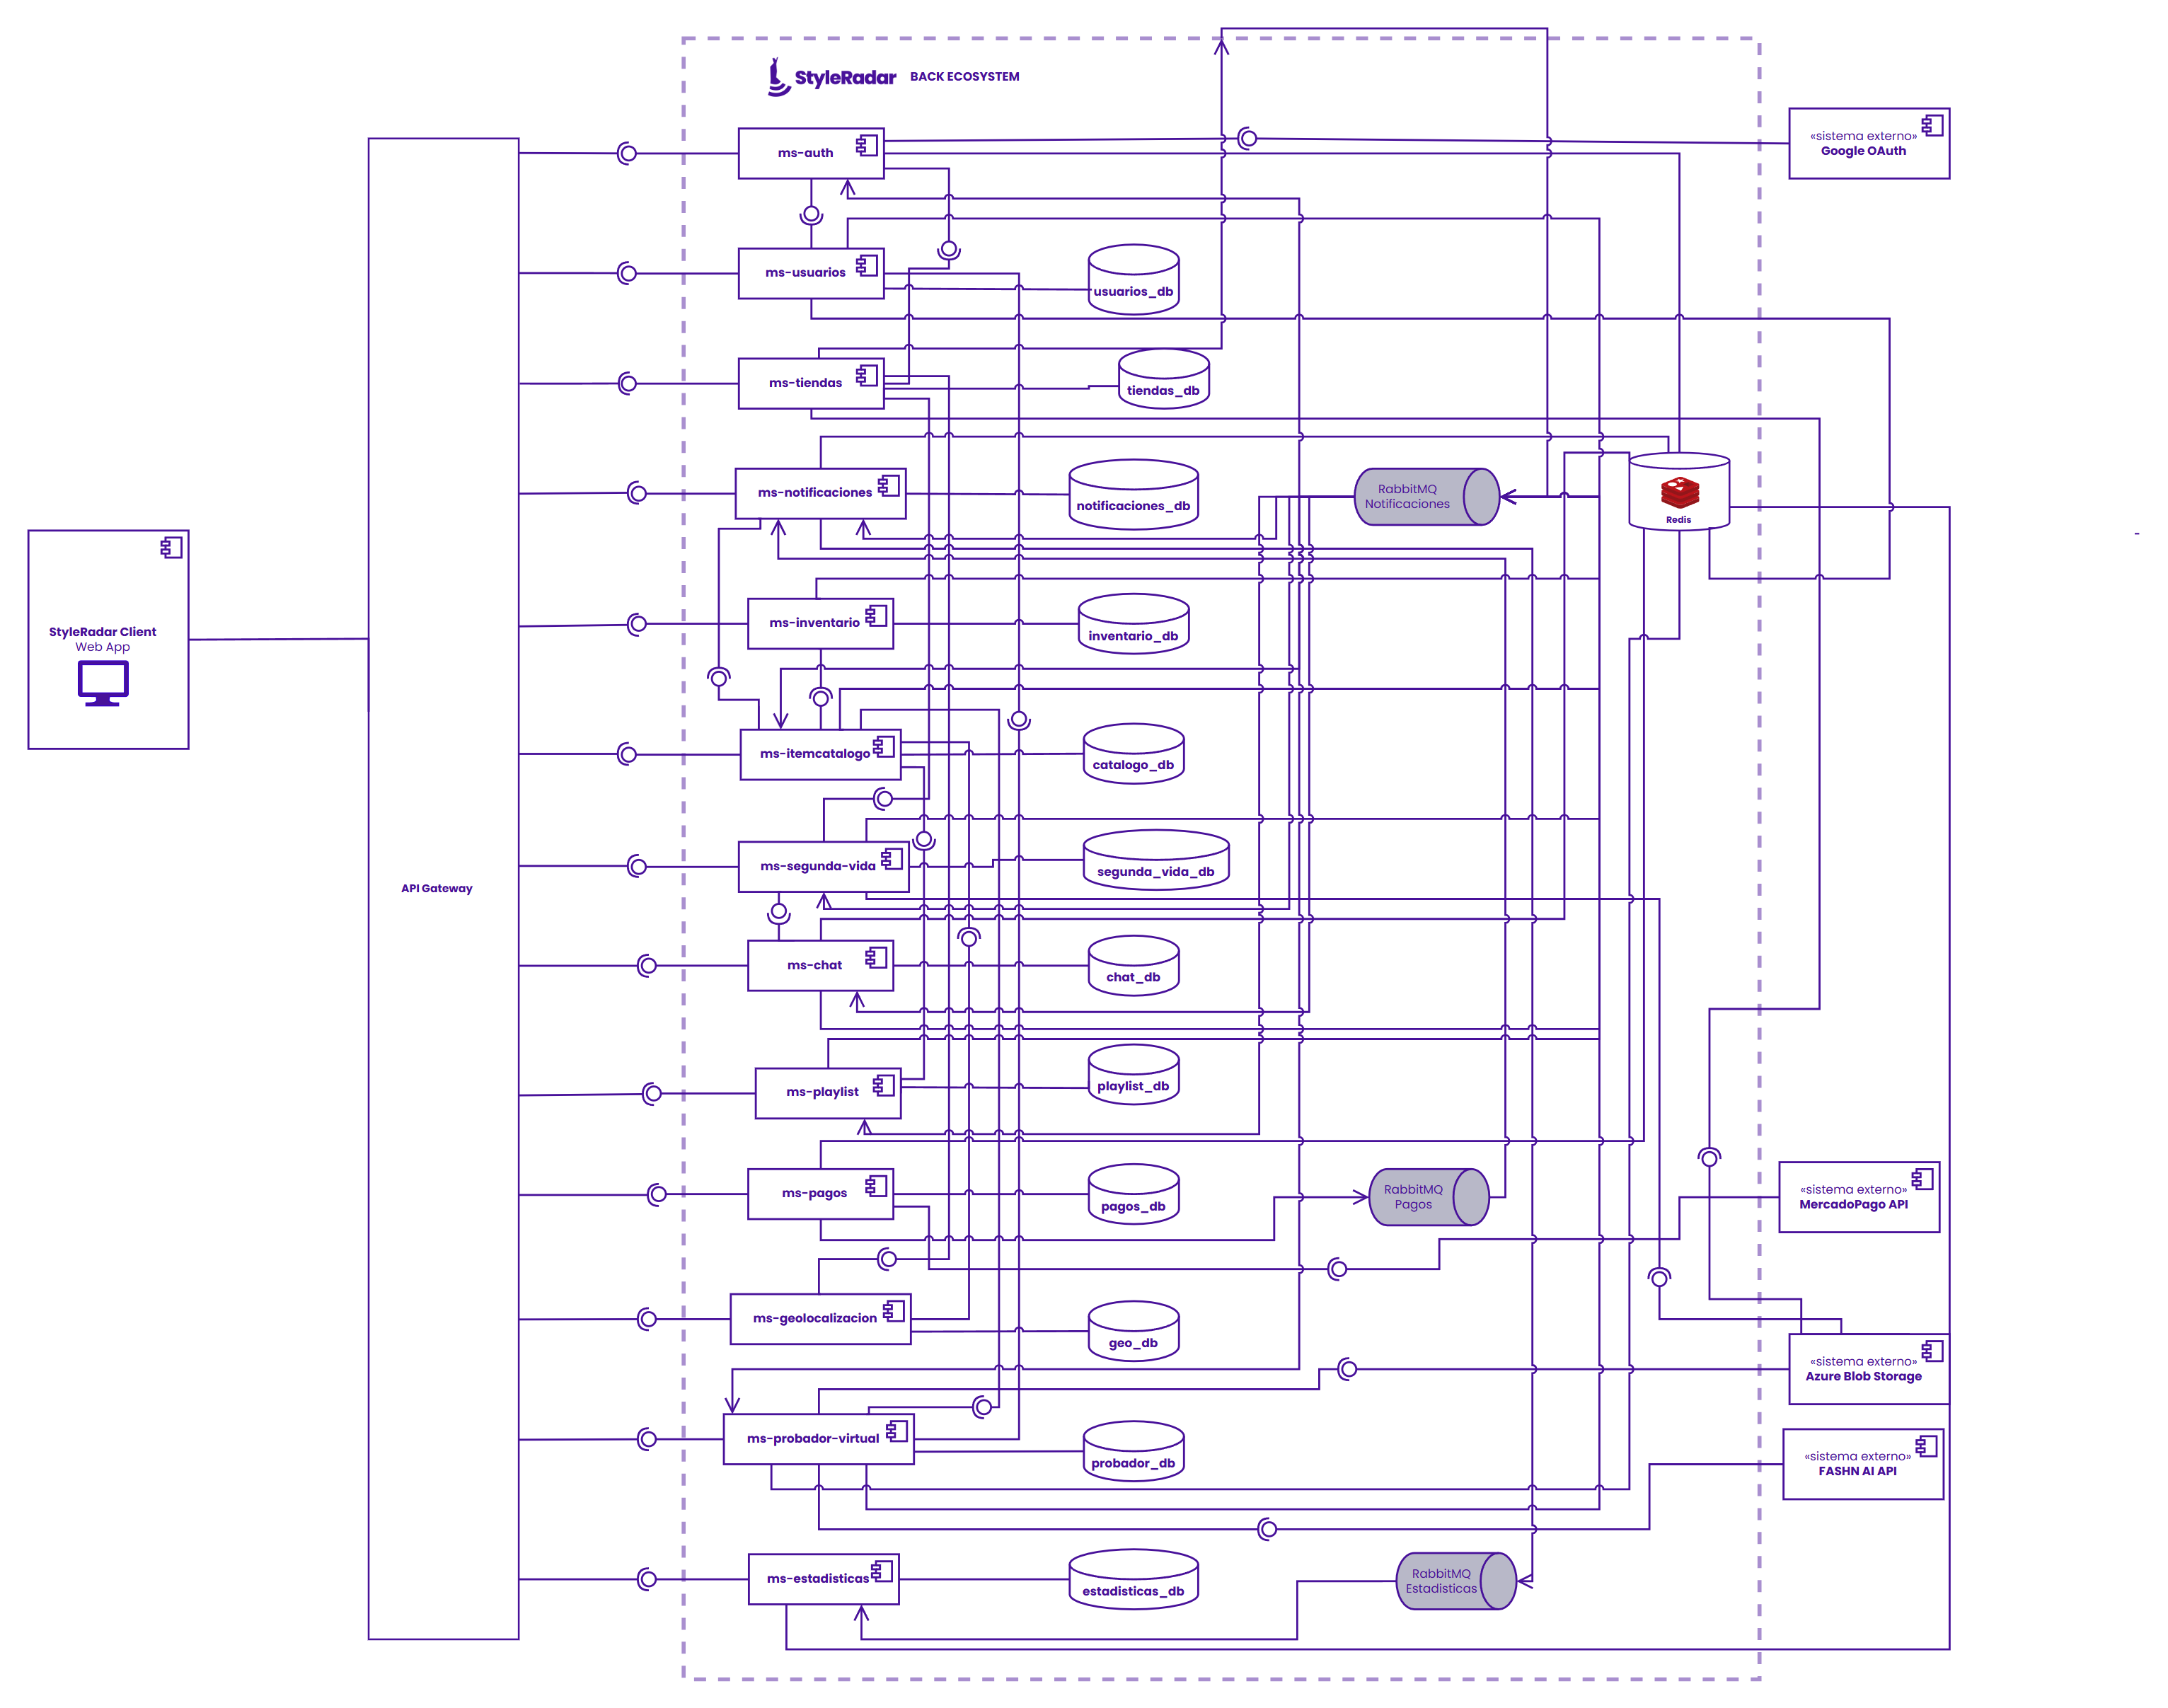 StyleRadar BACK ECOSYSTEM
ms-auth
«sistema externo»
Google OAuth
ms-usuarios
usuarios_db
ms-tiendas
tiendas_db
ms-notificaciones
notificaciones_db
RabbitMQ
Notificaciones
Redis
StyleRadar Client
Web App
ms-inventario
inventario_db
ms-itemcatalogo
catalogo_db
API Gateway
ms-segunda-vida
segunda_vida_db
ms-chat
chat_db
ms-playlist
playlist_db
ms-pagos
pagos_db
RabbitMQ
Pagos
«sistema externo»
MercadoPago API
ms-geolocalizacion
geo_db
«sistema externo»
Azure Blob Storage
ms-probador-virtual
probador_db
«sistema externo»
FASHN AI API
ms-estadisticas
estadisticas_db
RabbitMQ
Estadisticas
-